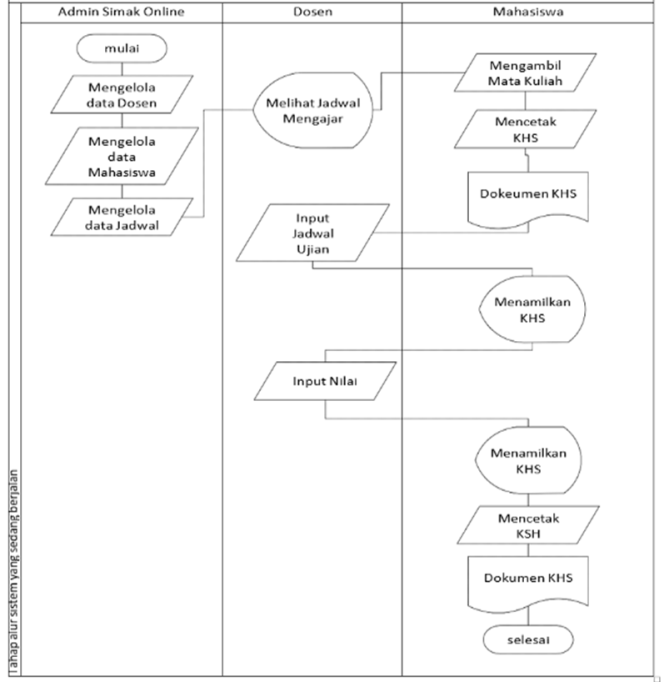 Admin Simak Online
Dosen
Mahasiswa
mulai
Mengelola
data Dosen
Mengelola
data
Mahasiswa
Mengelola
data Jadwal
Melihat Jadwal
Mengajar
Mengambil
Mata Kuliah
Mencetak
KHS
Dokeumen KHS
Input
Jadwal
Ujian
Menamilkan
KHS
Input Nilai
Menamilkan
KHS
Mencetak
KSH
Dokumen KHS
selesai
Tahap alur sistem yang sedang berjalan